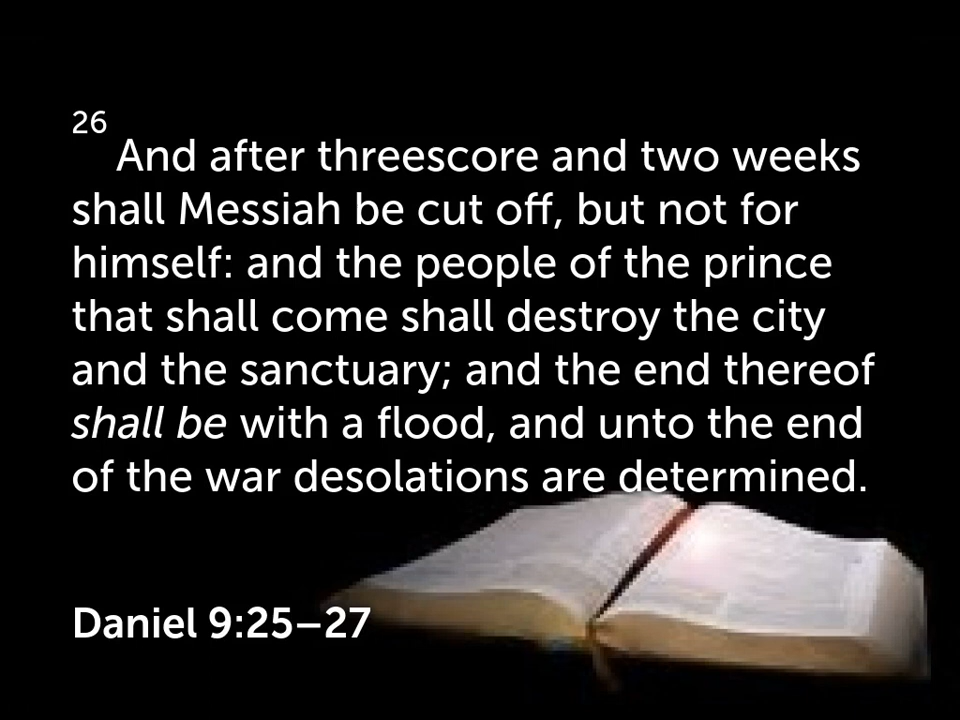 26
And after threescore and two weeks
shall Messiah be cut off, but not for
himself: and the people of the prince
that shall come shall destroy the city
and the sanctuary; and the end thereof
shall be with a flood, and unto the end
of the war desolations are determined.
Daniel 9:25–27